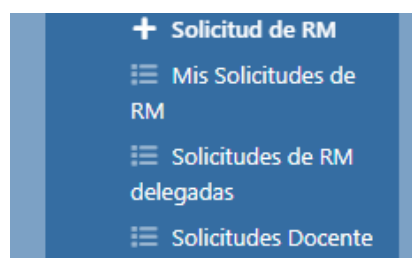 Solicitud de RM
Mis Solicitudes de
RM
Solicitudes de RM
delegadas
Solicitudes Docente